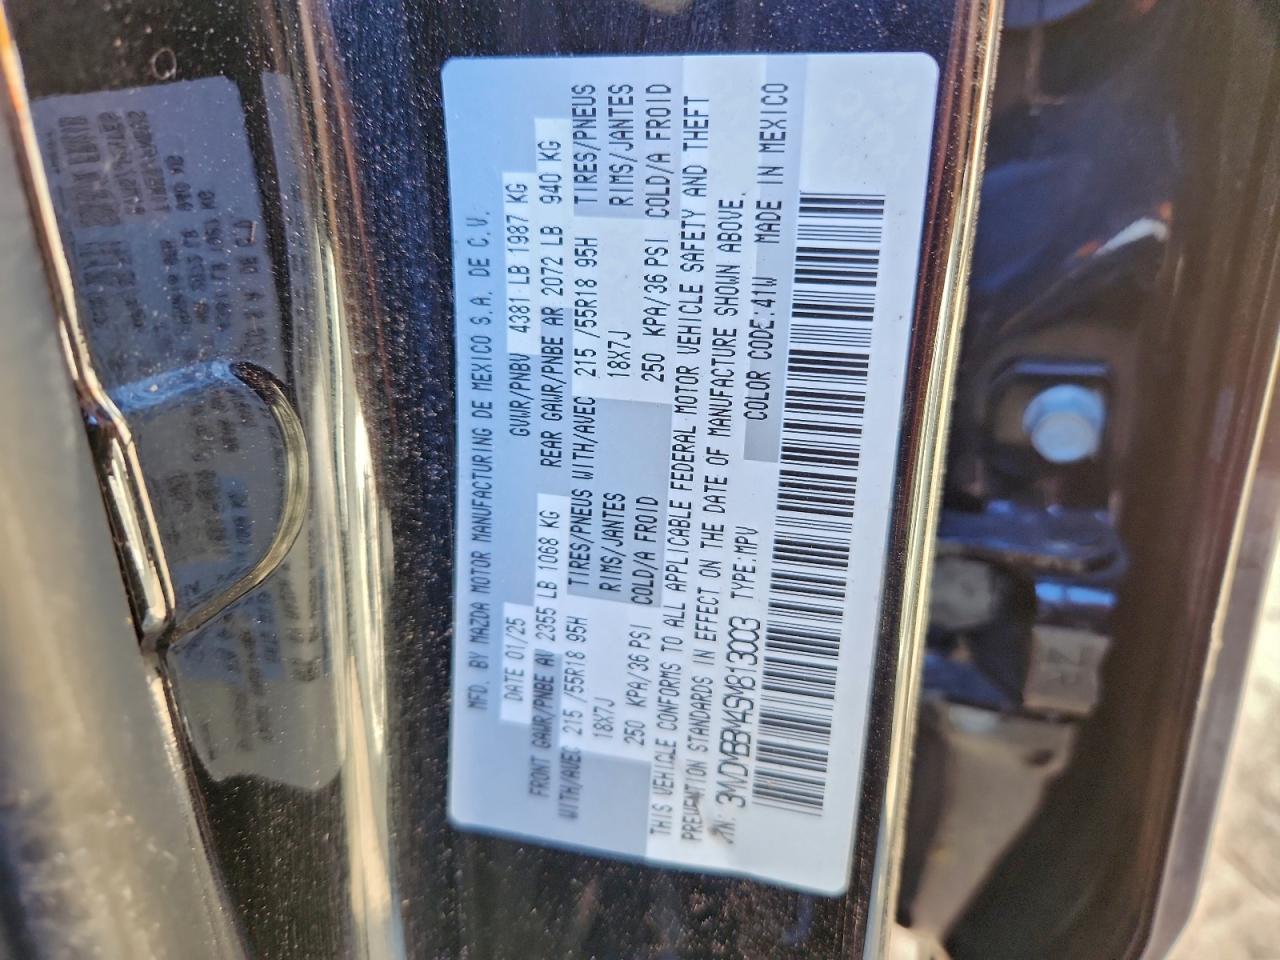 MFD. BY MAZDA MOTOR MANUFACTURING DE MEXICO S.A. DE C.V.
DATE 01/25 GVWR/PNBV 4381 LB 1987 KG
FRONT GAWR/PNBE AV 2355 LB 1068 KG REAR GAWR/PNBE AR 2072 LB 940 KG
WITH/AVEC 215 /55R18 95H TIRES/PNEUS WITH/AVEC 215 /55R18 95H TIRES/PNEUS
18X7J RIMS/JANTES 18X7J RIMS/JANTES
250 KPA/36 PSI COLD/A FROID 250 KPA/36 PSI COLD/A FROID
THIS VEHICLE CONFORMS TO ALL APPLICABLE FEDERAL MOTOR VEHICLE SAFETY AND THEFT
PREVENTION STANDARDS IN EFFECT ON THE DATE OF MANUFACTURE SHOWN ABOVE.
VIN: 3MVDMBBM4SM813003 TYPE:MPV COLOR CODE:41W MADE IN MEXICO